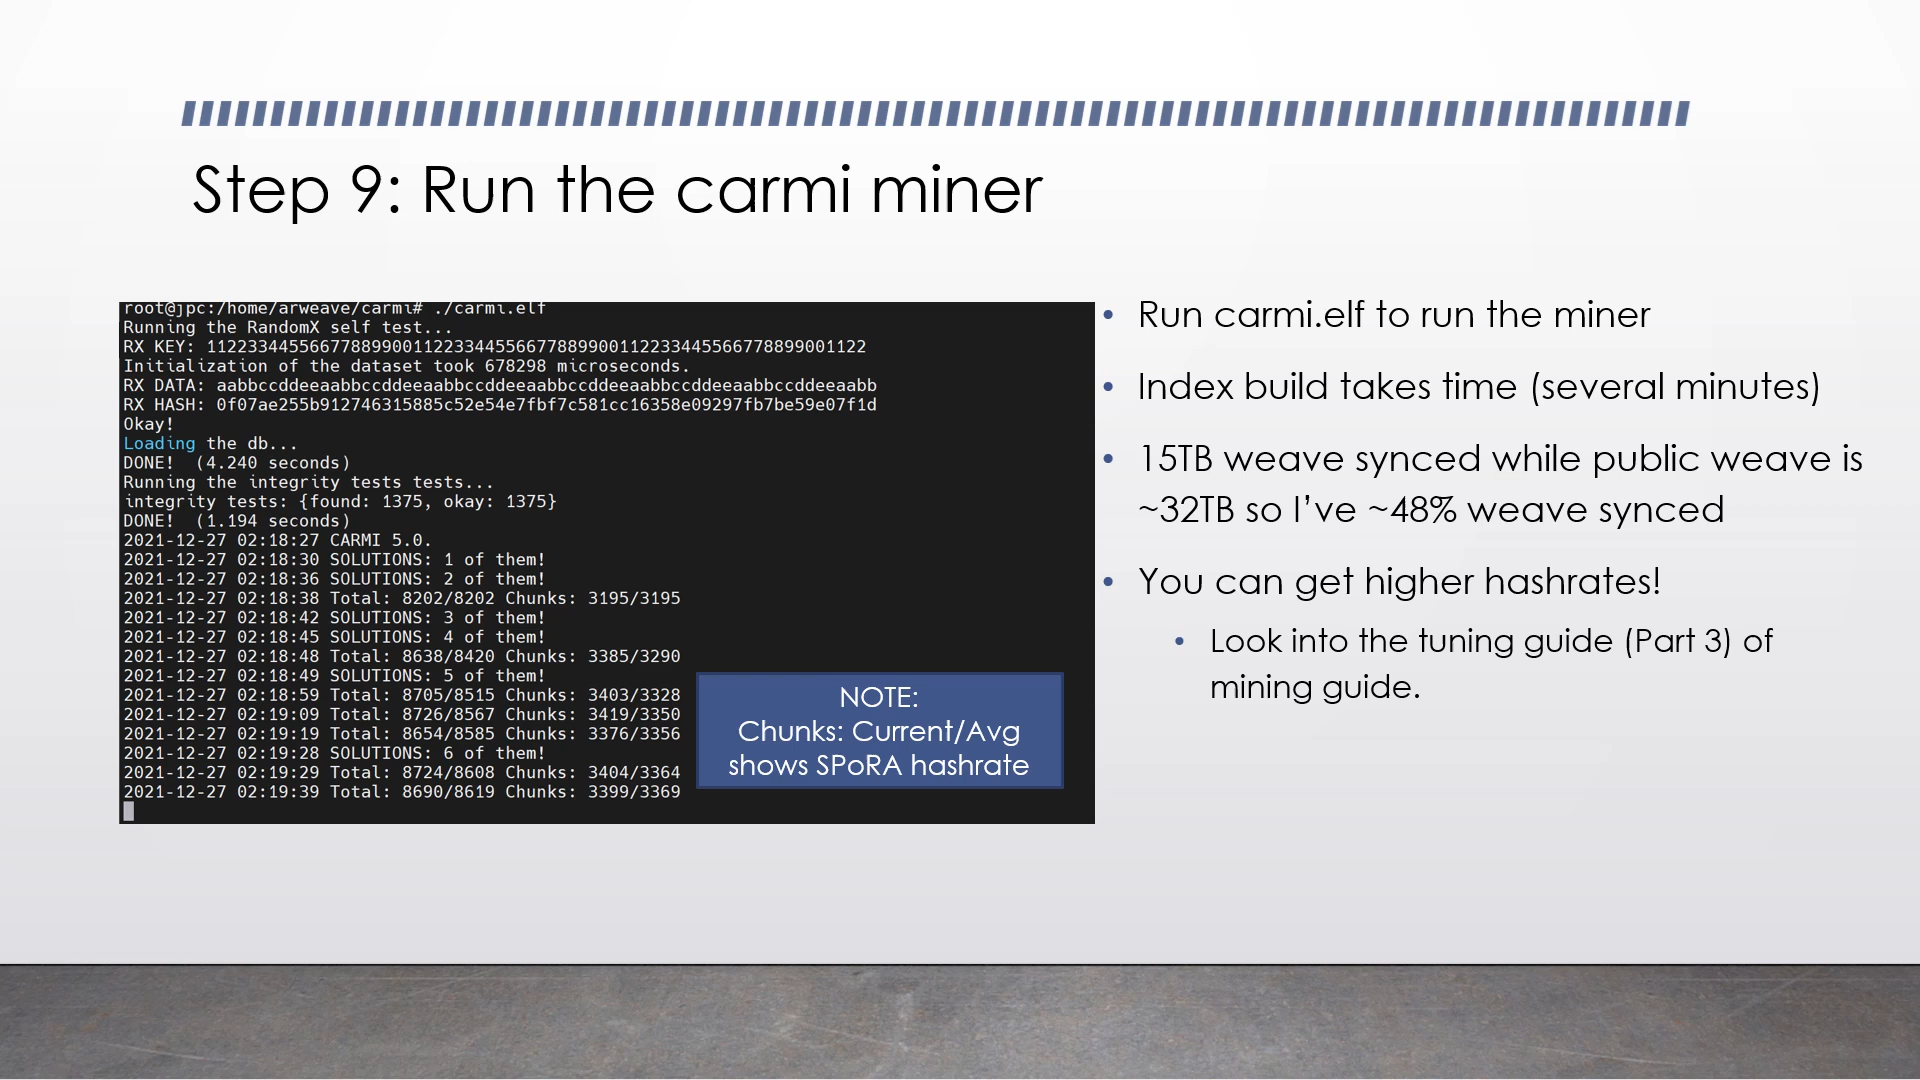 Step 9: Run the carmi miner
root@jpc:/home/arweave/carmi# ./carmi.elf
Running the RandomX self test...
RX KEY: 1122334455667788990011223344556677889900112233445566778899001122
Initialization of the dataset took 678298 microseconds.
RX DATA: aabbccddeeaabbccddeeaabbccddeeaabbccddeeaabbccddeeaabbccddeeaabb
RX HASH: 0f07ae255b912746315885c52e54e7fbf7c581cc16358e09297fb7be59e07f1d
Okay!
Loading the db...
DONE!  (4.240 seconds)
Running the integrity tests tests...
integrity tests: {found: 1375, okay: 1375}
DONE!  (1.194 seconds)
2021-12-27 02:18:27 CARMI 5.0.
2021-12-27 02:18:30 SOLUTIONS: 1 of them!
2021-12-27 02:18:36 SOLUTIONS: 2 of them!
2021-12-27 02:18:38 Total: 8202/8202 Chunks: 3195/3195
2021-12-27 02:18:42 SOLUTIONS: 3 of them!
2021-12-27 02:18:45 SOLUTIONS: 4 of them!
2021-12-27 02:18:48 Total: 8638/8420 Chunks: 3385/3290
2021-12-27 02:18:49 SOLUTIONS: 5 of them!
2021-12-27 02:18:59 Total: 8705/8515 Chunks: 3403/3328
2021-12-27 02:19:09 Total: 8726/8567 Chunks: 3419/3350
2021-12-27 02:19:19 Total: 8654/8585 Chunks: 3376/3356
2021-12-27 02:19:28 SOLUTIONS: 6 of them!
2021-12-27 02:19:29 Total: 8724/8608 Chunks: 3404/3364
2021-12-27 02:19:39 Total: 8690/8619 Chunks: 3399/3369
NOTE:
Chunks: Current/Avg
shows SPoRA hashrate
• Run carmi.elf to run the miner
• Index build takes time (several minutes)
• 15TB weave synced while public weave is
~32TB so I’ve ~48% weave synced
• You can get higher hashrates!
• Look into the tuning guide (Part 3) of
mining guide.